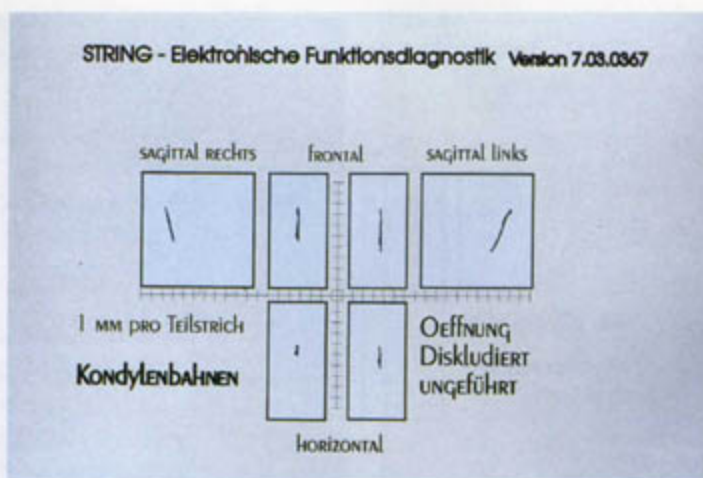 STRING - Elektronische Funktionsdiagnostik Version 7.03.0367
SAGITTAL RECHTS FRONTAL SAGITTAL LINKS
1 MM PRO TEILSTRICH
KONDYLENBAHNEN
OEFFNUNG
DISKLUDIERT
UNGEFÜHRT
HORIZONTAL